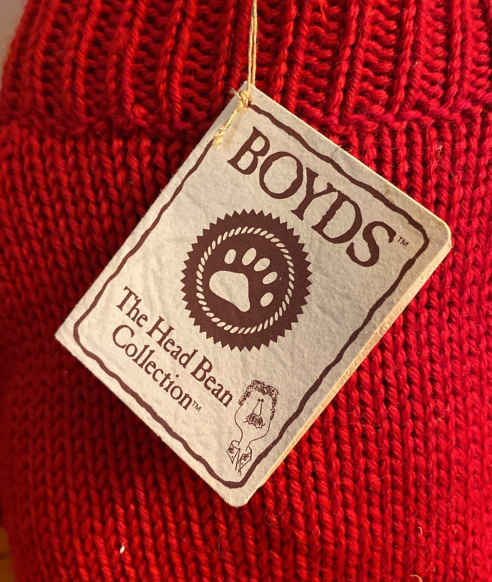 BOYDS™
The Head Bean
Collection™